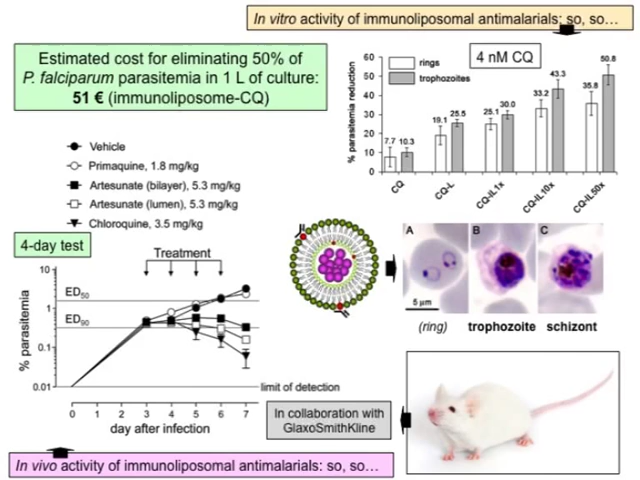 In vitro activity of immunoliposomal antimalarials: so, so…
Estimated cost for eliminating 50% of
P. falciparum parasitemia in 1 L of culture:
51 € (immunoliposome-CQ)
4 nM CQ
rings
trophozoites
% parasitemia reduction
60
50
40
30
20
10
0
7.7 10.3
19.1 25.5
25.1 30.0
33.2 43.3
35.8 50.8
CQ
CQ-L
CQ-IL1x
CQ-IL10x
CQ-IL50x
Vehicle
Primaquine, 1.8 mg/kg
Artesunate (bilayer), 5.3 mg/kg
Artesunate (lumen), 5.3 mg/kg
Chloroquine, 3.5 mg/kg
4-day test
Treatment
% parasitemia
10
1
0.1
0.01
ED50
ED90
limit of detection
0 1 2 3 4 5 6 7
day after infection
A B C
5 µm
(ring) trophozoite schizont
In collaboration with
GlaxoSmithKline
In vivo activity of immunoliposomal antimalarials: so, so…